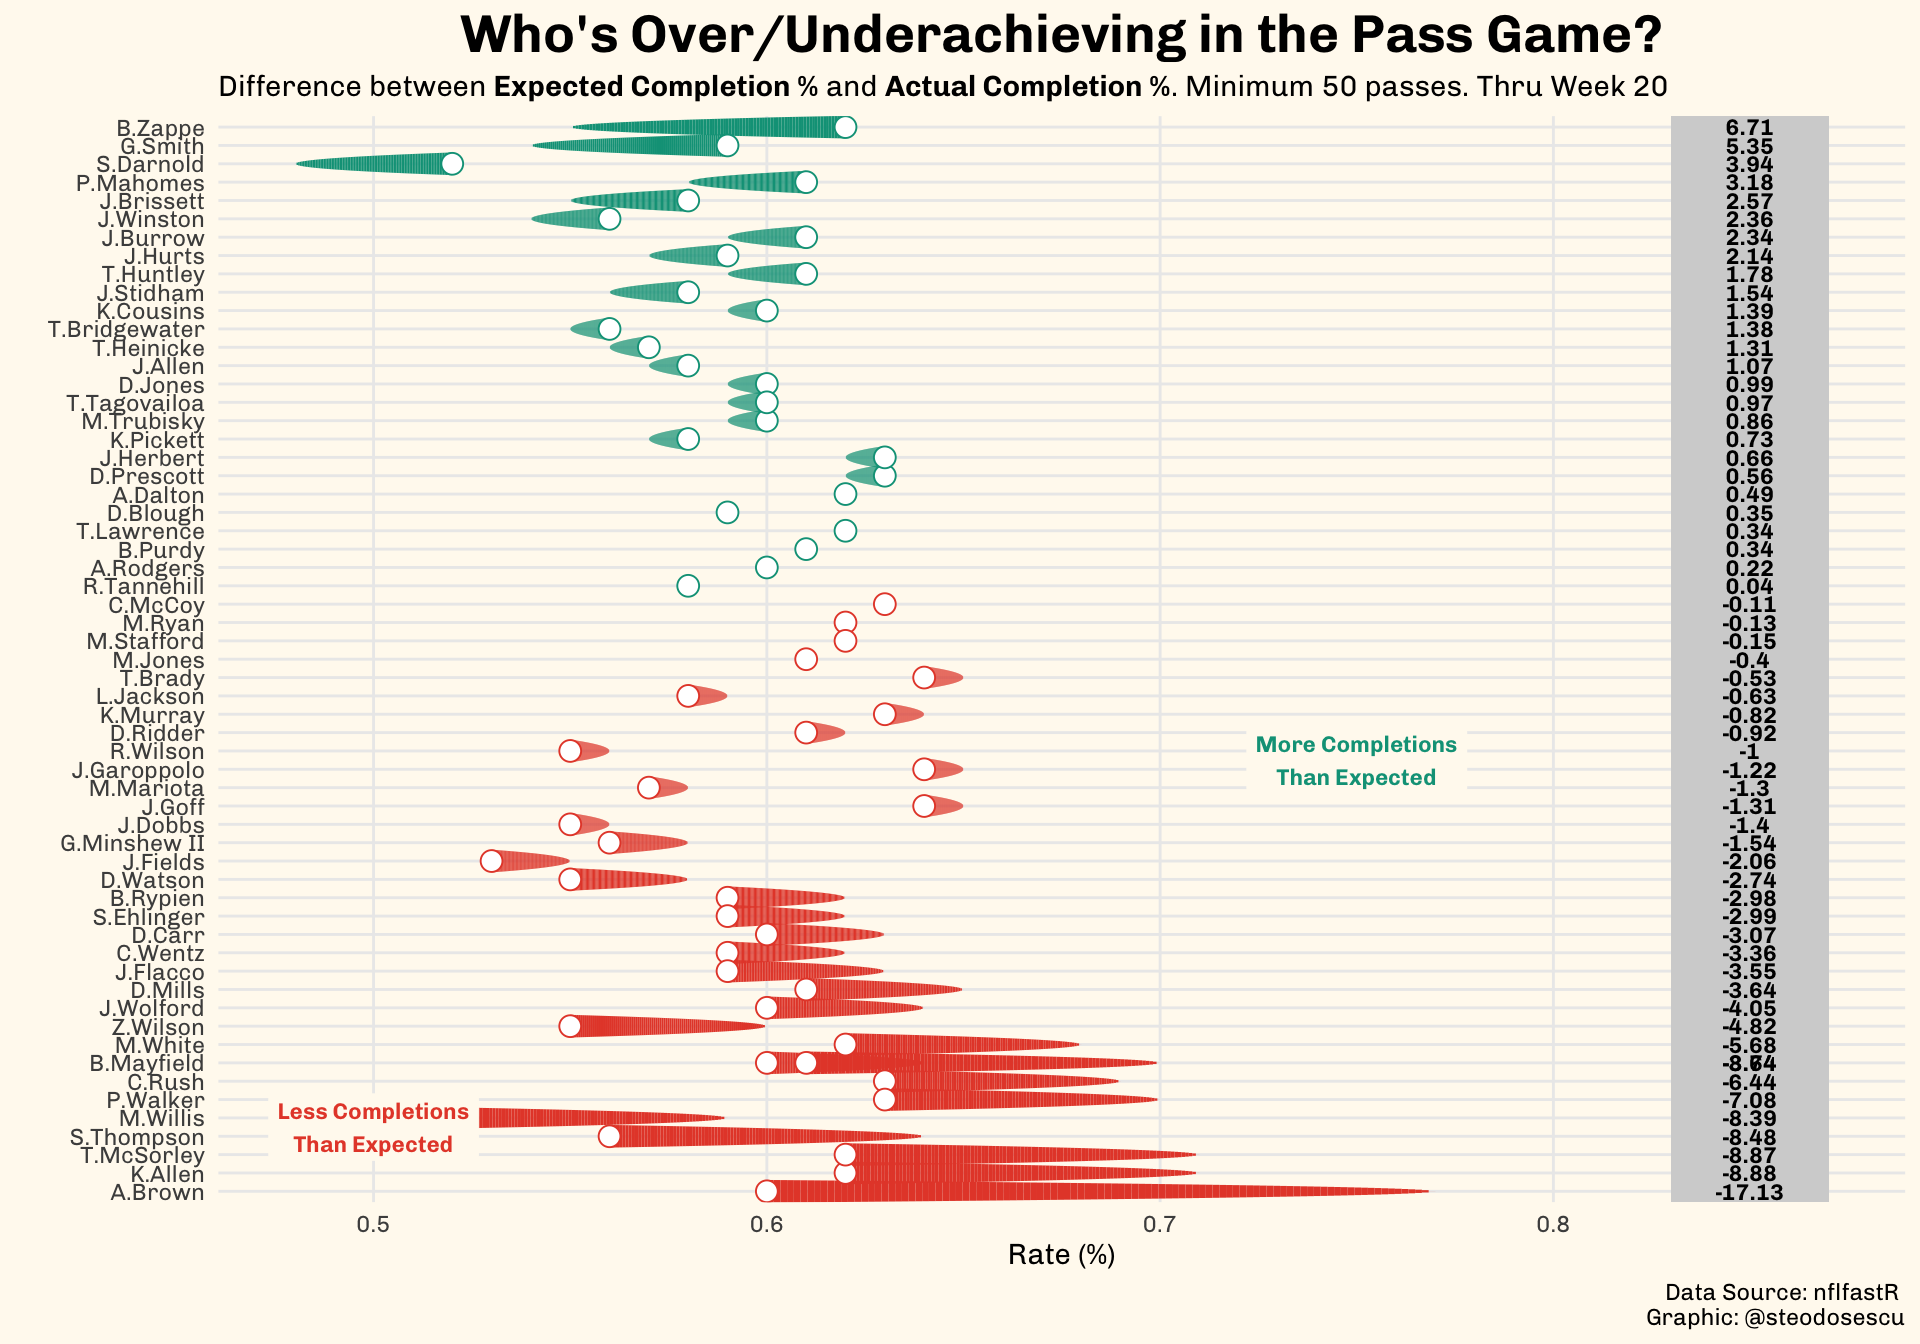 Who's Over/Underachieving in the Pass Game?
Difference between Expected Completion % and Actual Completion %. Minimum 50 passes. Thru Week 20
B.Zappe 6.71
G.Smith 5.35
S.Darnold 3.94
P.Mahomes 3.18
J.Brissett 2.57
J.Winston 2.36
J.Burrow 2.34
J.Hurts 2.14
T.Huntley 1.78
J.Stidham 1.54
K.Cousins 1.39
T.Bridgewater 1.38
T.Heinicke 1.31
J.Allen 1.07
D.Jones 0.99
T.Tagovailoa 0.97
M.Trubisky 0.86
K.Pickett 0.73
J.Herbert 0.66
D.Prescott 0.56
A.Dalton 0.49
D.Blough 0.35
T.Lawrence 0.34
B.Purdy 0.34
A.Rodgers 0.22
R.Tannehill 0.04
C.McCoy -0.11
M.Ryan -0.13
M.Stafford -0.15
M.Jones -0.4
T.Brady -0.53
L.Jackson -0.63
K.Murray -0.82
D.Ridder -0.92
R.Wilson -1
More Completions
Than Expected
J.Garoppolo -1.22
M.Mariota -1.3
J.Goff -1.31
J.Dobbs -1.4
G.Minshew II -1.54
J.Fields -2.06
D.Watson -2.74
B.Rypien -2.98
S.Ehlinger -2.99
D.Carr -3.07
C.Wentz -3.36
J.Flacco -3.55
D.Mills -3.64
J.Wolford -4.05
Z.Wilson -4.82
M.White -5.68
B.Mayfield
C.Rush -6.44
P.Walker -7.08
Less Completions
Than Expected
M.Willis -8.39
S.Thompson -8.48
T.McSorley -8.87
K.Allen -8.88
A.Brown -17.13
0.5 0.6 0.7 0.8
Rate (%)
Data Source: nflfastR
Graphic: @steodosescu